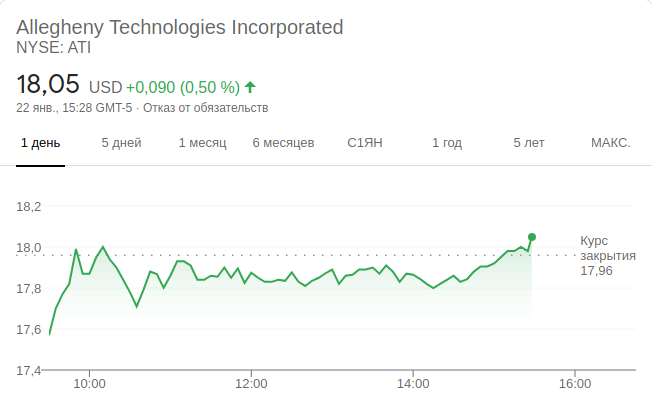 Allegheny Technologies Incorporated
NYSE: ATI
18,05 USD +0,090 (0,50 %)
22 янв., 15:28 GMT-5 · Отказ от обязательств
1 день 5 дней 1 месяц 6 месяцев С1ЯН 1 год 5 лет МАКС.
18,2
18,0
17,8
17,6
17,4
Курс
закрытия
17,96
10:00 12:00 14:00 16:00